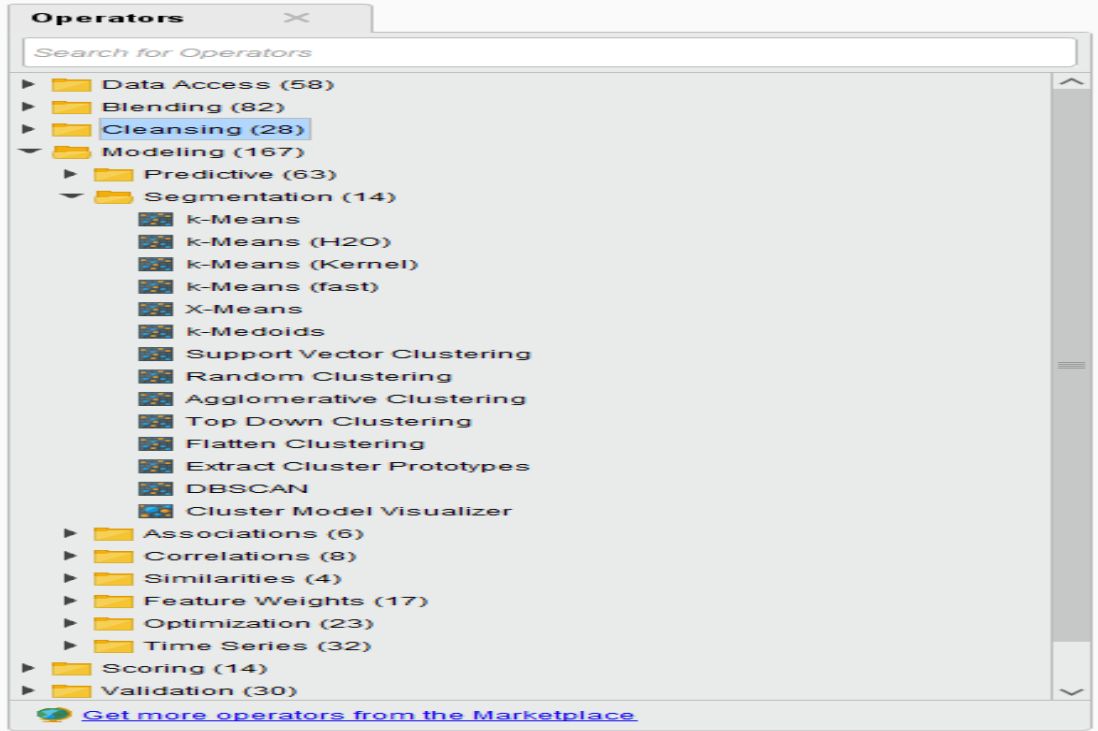 Operators
Search for Operators
Data Access (58)
Blending (82)
Cleansing (28)
Modeling (167)
Predictive (63)
Segmentation (14)
k-Means
k-Means (H2O)
k-Means (Kernel)
k-Means (fast)
X-Means
k-Medoids
Support Vector Clustering
Random Clustering
Agglomerative Clustering
Top Down Clustering
Flatten Clustering
Extract Cluster Prototypes
DBSCAN
Cluster Model Visualizer
Associations (6)
Correlations (8)
Similarities (4)
Feature Weights (17)
Optimization (23)
Time Series (32)
Scoring (14)
Validation (30)
Get more operators from the Marketplace